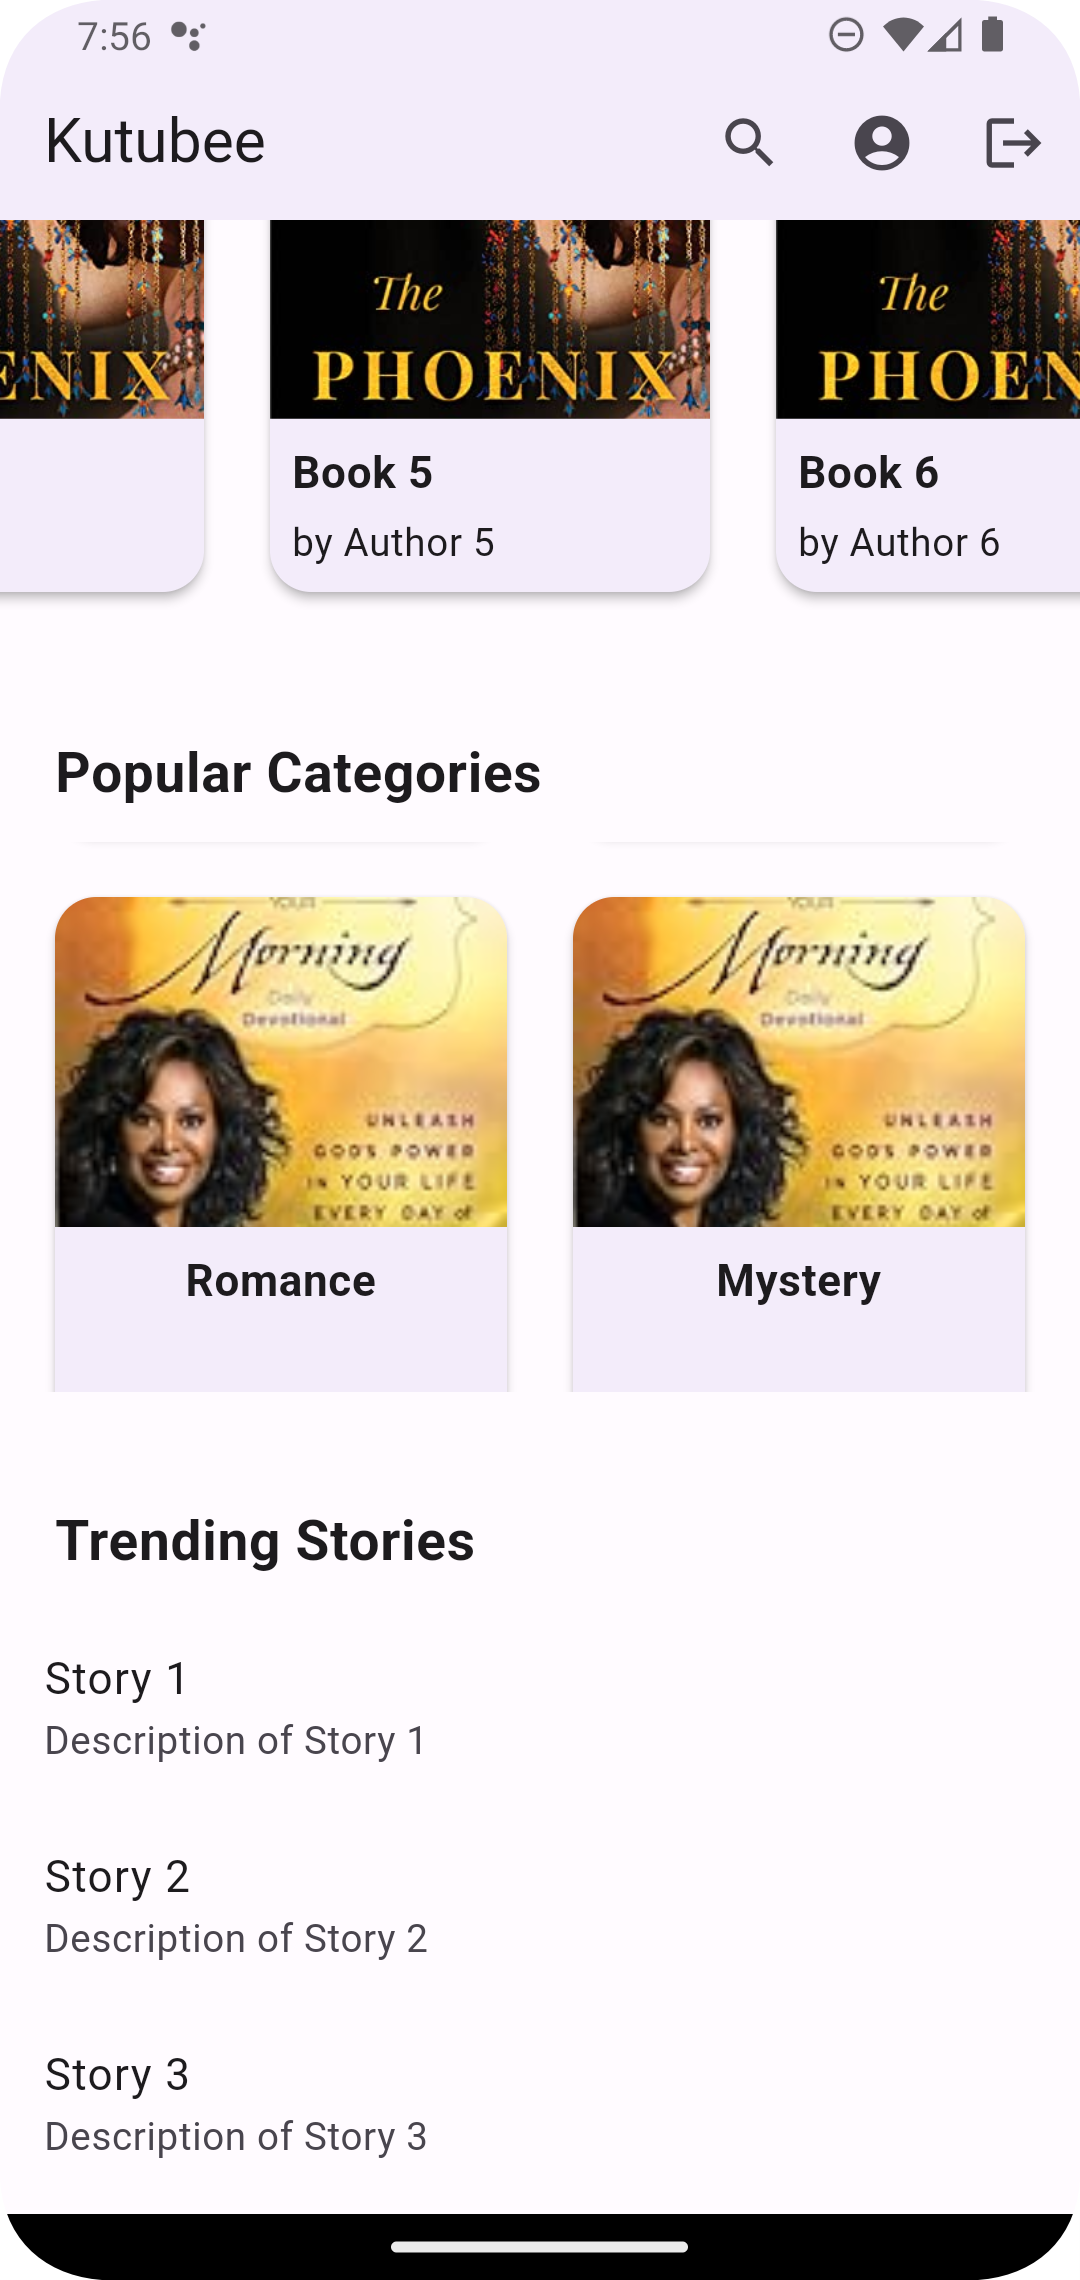 7:56
Kutubee
ENIX
The
PHOENIX
The
PHOEN
Book 5
by Author 5
Book 6
by Author 6
Popular Categories
YOUR
Morning
Daily
Devotional
UNLEASH
GOD'S POWER
IN YOUR LIFE
EVERY DAY of
YOUR
Morning
Daily
Devotional
UNLEASH
GOD'S POWER
IN YOUR LIFE
EVERY DAY of
Romance
Mystery
Trending Stories
Story 1
Description of Story 1
Story 2
Description of Story 2
Story 3
Description of Story 3